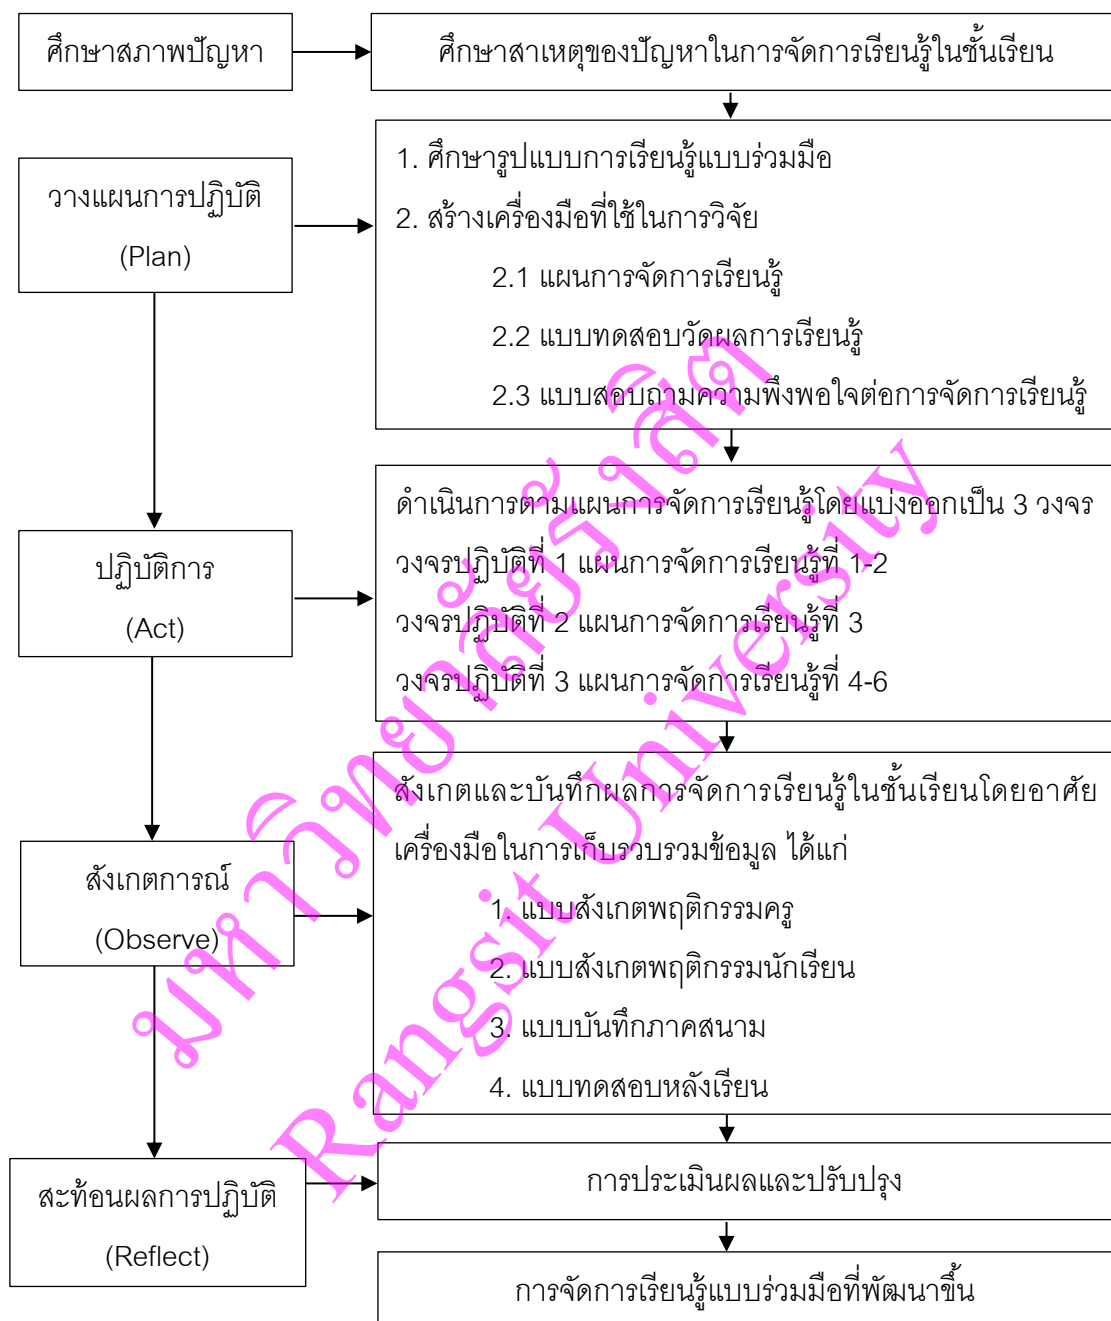 ศึกษาสภาพปัญหา
ศึกษาสาเหตุของปัญหาในการจัดการเรียนรู้ในชั้นเรียน
วางแผนการปฏิบัติ
(Plan)
1. ศึกษารูปแบบการเรียนรู้แบบร่วมมือ
2. สร้างเครื่องมือที่ใช้ในการวิจัย
2.1 แผนการจัดการเรียนรู้
2.2 แบบทดสอบวัดผลการเรียนรู้
2.3 แบบสอบถามความพึงพอใจต่อการจัดการเรียนรู้
ปฏิบัติการ
(Act)
ดำเนินการตามแผนการจัดการเรียนรู้โดยแบ่งออกเป็น 3 วงจร
วงจรปฏิบัติที่ 1 แผนการจัดการเรียนรู้ที่ 1-2
วงจรปฏิบัติที่ 2 แผนการจัดการเรียนรู้ที่ 3
วงจรปฏิบัติที่ 3 แผนการจัดการเรียนรู้ที่ 4-6
สังเกตการณ์
(Observe)
สังเกตและบันทึกผลการจัดการเรียนรู้ในชั้นเรียนโดยอาศัย
เครื่องมือในการเก็บรวบรวมข้อมูล ได้แก่
1. แบบสังเกตพฤติกรรมครู
2. แบบสังเกตพฤติกรรมนักเรียน
3. แบบบันทึกภาคสนาม
4. แบบทดสอบหลังเรียน
สะท้อนผลการปฏิบัติ
(Reflect)
การประเมินผลและปรับปรุง
การจัดการเรียนรู้แบบร่วมมือที่พัฒนาขึ้น
มหาวิทยาลัยรังสิต
Rangsit University